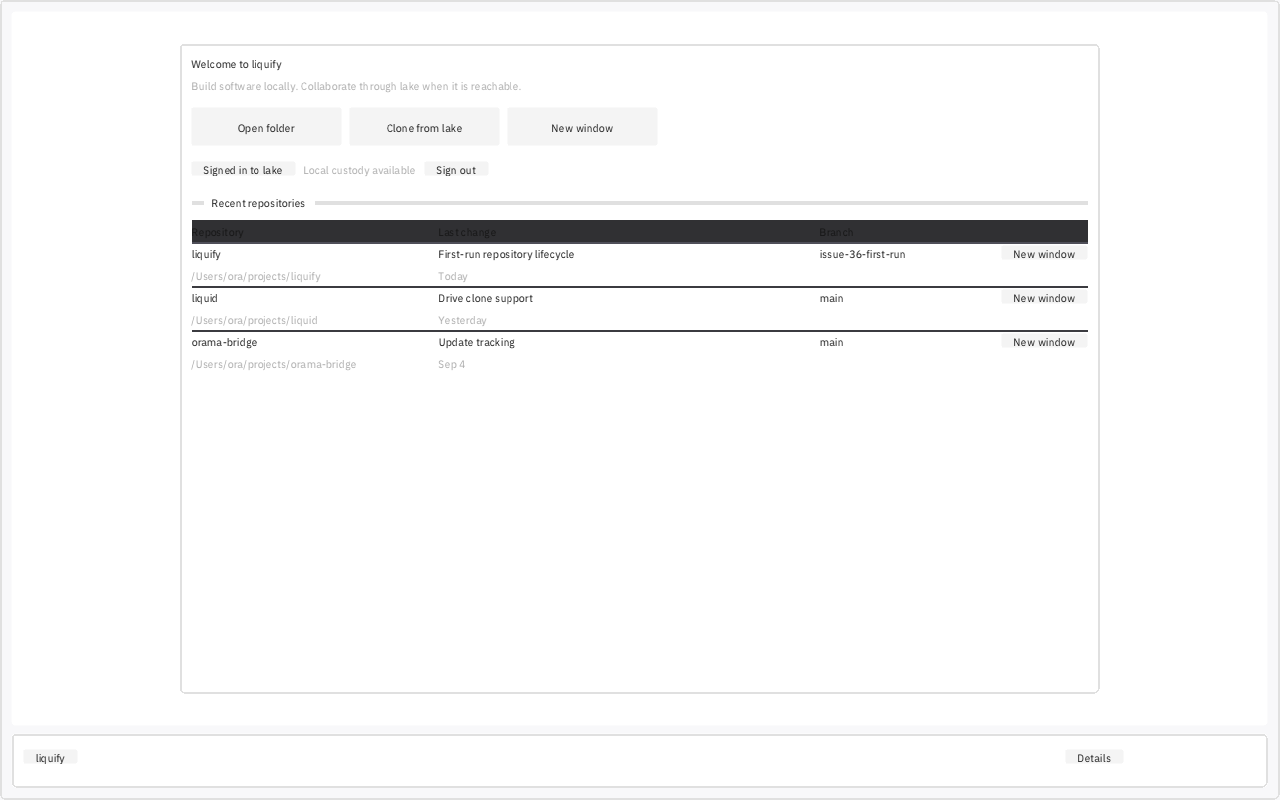 Welcome to liquify
Build software locally. Collaborate through lake when it is reachable.
Open folder Clone from lake New window
Signed in to lake Local custody available Sign out
Recent repositories
Repository Last change Branch
liquify First-run repository lifecycle issue-36-first-run New window
/Users/ora/projects/liquify Today
liquid Drive clone support main New window
/Users/ora/projects/liquid Yesterday
orama-bridge Update tracking main New window
/Users/ora/projects/orama-bridge Sep 4
liquify Details